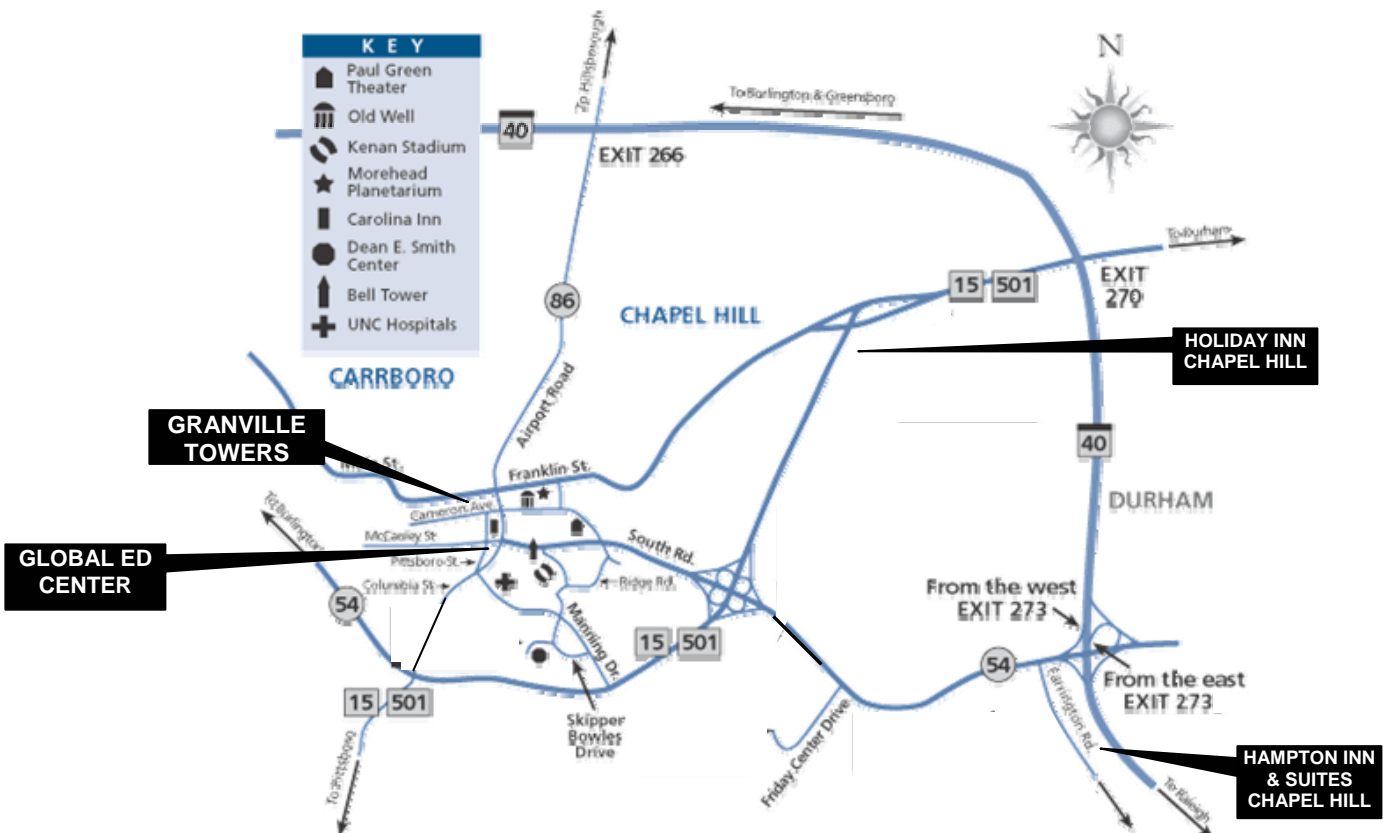 KEY
Paul Green
Theater
Old Well
Kenan Stadium
Morehead
Planetarium
Carolina Inn
Dean E. Smith
Center
Bell Tower
UNC Hospitals
To Hillsborough
To Burlington & Greensboro
N
40
EXIT 266
To Durham
15 501
EXIT
270
86
CHAPEL HILL
HOLIDAY INN
CHAPEL HILL
CARRBORO
Airport Road
GRANVILLE
TOWERS
40
Main St.
Franklin St.
DURHAM
Cameron Ave.
To Burlington
McCauley St
South Rd.
GLOBAL ED
CENTER
Pittsboro St.
Columbia St.
Ridge Rd.
From the west
EXIT 273
54
Manning Dr.
15 501
54
From the east
EXIT 273
15 501
Skipper
Bowles
Drive
Friday Center Drive
Farrington Rd.
To Pittsboro
To Raleigh
HAMPTON INN
& SUITES
CHAPEL HILL